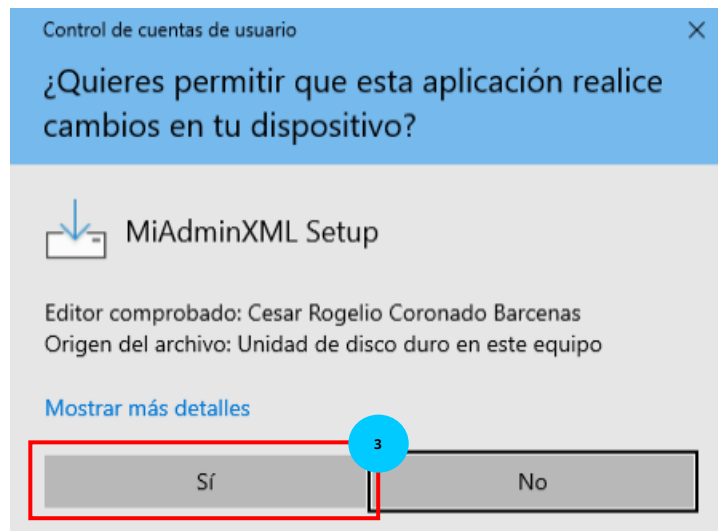 Control de cuentas de usuario
¿Quieres permitir que esta aplicación realice
cambios en tu dispositivo?
MiAdminXML Setup
Editor comprobado: Cesar Rogelio Coronado Barcenas
Origen del archivo: Unidad de disco duro en este equipo
Mostrar más detalles
3
Sí No